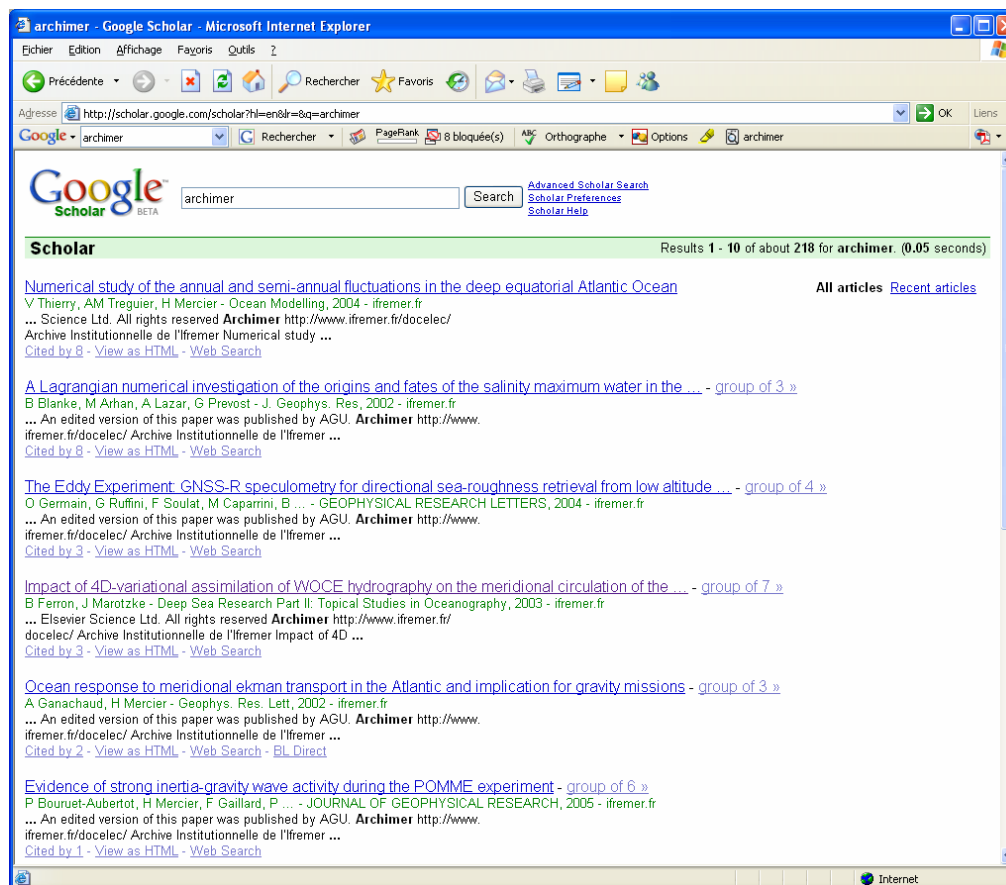 archimer - Google Scholar - Microsoft Internet Explorer
Fichier Edition Affichage Favoris Outils ?
Précédente Rechercher Favoris
Adresse http://scholar.google.com/scholar?hl=en&lr=&q=archimer OK Liens
Google archimer G Rechercher PageRank 8 bloquée(s) ABC Orthographe Options archimer
Google Scholar BETA archimer Search
Advanced Scholar Search
Scholar Preferences
Scholar Help
Scholar Results 1 - 10 of about 218 for archimer. (0.05 seconds)
Numerical study of the annual and semi-annual fluctuations in the deep equatorial Atlantic Ocean All articles Recent articles
V Thierry, AM Treguier, H Mercier - Ocean Modelling, 2004 - ifremer.fr
... Science Ltd. All rights reserved Archimer http://www.ifremer.fr/docelec/
Archive Institutionnelle de l'Ifremer Numerical study ...
Cited by 8 - View as HTML - Web Search
A Lagrangian numerical investigation of the origins and fates of the salinity maximum water in the ... - group of 3 »
B Blanke, M Arhan, A Lazar, G Prevost - J. Geophys. Res, 2002 - ifremer.fr
... An edited version of this paper was published by AGU. Archimer http://www.
ifremer.fr/docelec/ Archive Institutionnelle de l'Ifremer ...
Cited by 8 - View as HTML - Web Search
The Eddy Experiment: GNSS-R speculometry for directional sea-roughness retrieval from low altitude ... - group of 4 »
O Germain, G Ruffini, F Soulat, M Caparrini, B ... - GEOPHYSICAL RESEARCH LETTERS, 2004 - ifremer.fr
... An edited version of this paper was published by AGU. Archimer http://www.
ifremer.fr/docelec/ Archive Institutionnelle de l'Ifremer ...
Cited by 3 - View as HTML - Web Search
Impact of 4D-variational assimilation of WOCE hydrography on the meridional circulation of the ... - group of 7 »
B Ferron, J Marotzke - Deep Sea Research Part II: Topical Studies in Oceanography, 2003 - ifremer.fr
... Elsevier Science Ltd. All rights reserved Archimer http://www.ifremer.fr/
docelec/ Archive Institutionnelle de l'Ifremer Impact of 4D ...
Cited by 3 - View as HTML - Web Search
Ocean response to meridional ekman transport in the Atlantic and implication for gravity missions - group of 3 »
A Ganachaud, H Mercier - Geophys. Res. Lett, 2002 - ifremer.fr
... An edited version of this paper was published by AGU. Archimer http://www.
ifremer.fr/docelec/ Archive Institutionnelle de l'Ifremer ...
Cited by 2 - View as HTML - Web Search - BL Direct
Evidence of strong inertia-gravity wave activity during the POMME experiment - group of 6 »
P Bouruet-Aubertot, H Mercier, F Gaillard, P ... - JOURNAL OF GEOPHYSICAL RESEARCH, 2005 - ifremer.fr
... An edited version of this paper was published by AGU. Archimer http://www.
ifremer.fr/docelec/ Archive Institutionnelle de l'Ifremer ...
Cited by 1 - View as HTML - Web Search
Internet